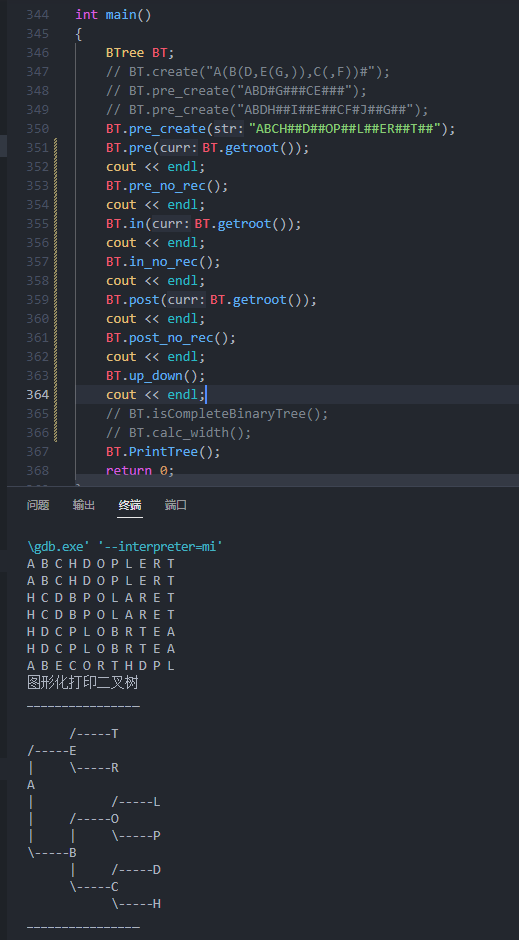 344 int main()
345 {
346     BTree BT;
347     // BT.create("A(B(D,E(G,)),C(,F))#");
348     // BT.pre_create("ABD#G###CE###");
349     // BT.pre_create("ABDH##I##E##CF#J##G##");
350     BT.pre_create(str: "ABCH##D##OP##L##ER##T##");
351     BT.pre(curr: BT.getroot());
352     cout << endl;
353     BT.pre_no_rec();
354     cout << endl;
355     BT.in(curr: BT.getroot());
356     cout << endl;
357     BT.in_no_rec();
358     cout << endl;
359     BT.post(curr: BT.getroot());
360     cout << endl;
361     BT.post_no_rec();
362     cout << endl;
363     BT.up_down();
364     cout << endl;
365     // BT.isCompleteBinaryTree();
366     // BT.calc_width();
367     BT.PrintTree();
368     return 0;
问题 输出 终端 端口
\gdb.exe' '--interpreter=mi'
A B C H D O P L E R T
A B C H D O P L E R T
H C D B P O L A R E T
H C D B P O L A R E T
H D C P L O B R T E A
H D C P L O B R T E A
A B E C O R T H D P L
图形化打印二叉树
________________
     /-----T
/-----E
|    \-----R
A
|          /-----L
|    /-----O
|    |     \-----P
\-----B
     |     /-----D
     \-----C
           \-----H
________________